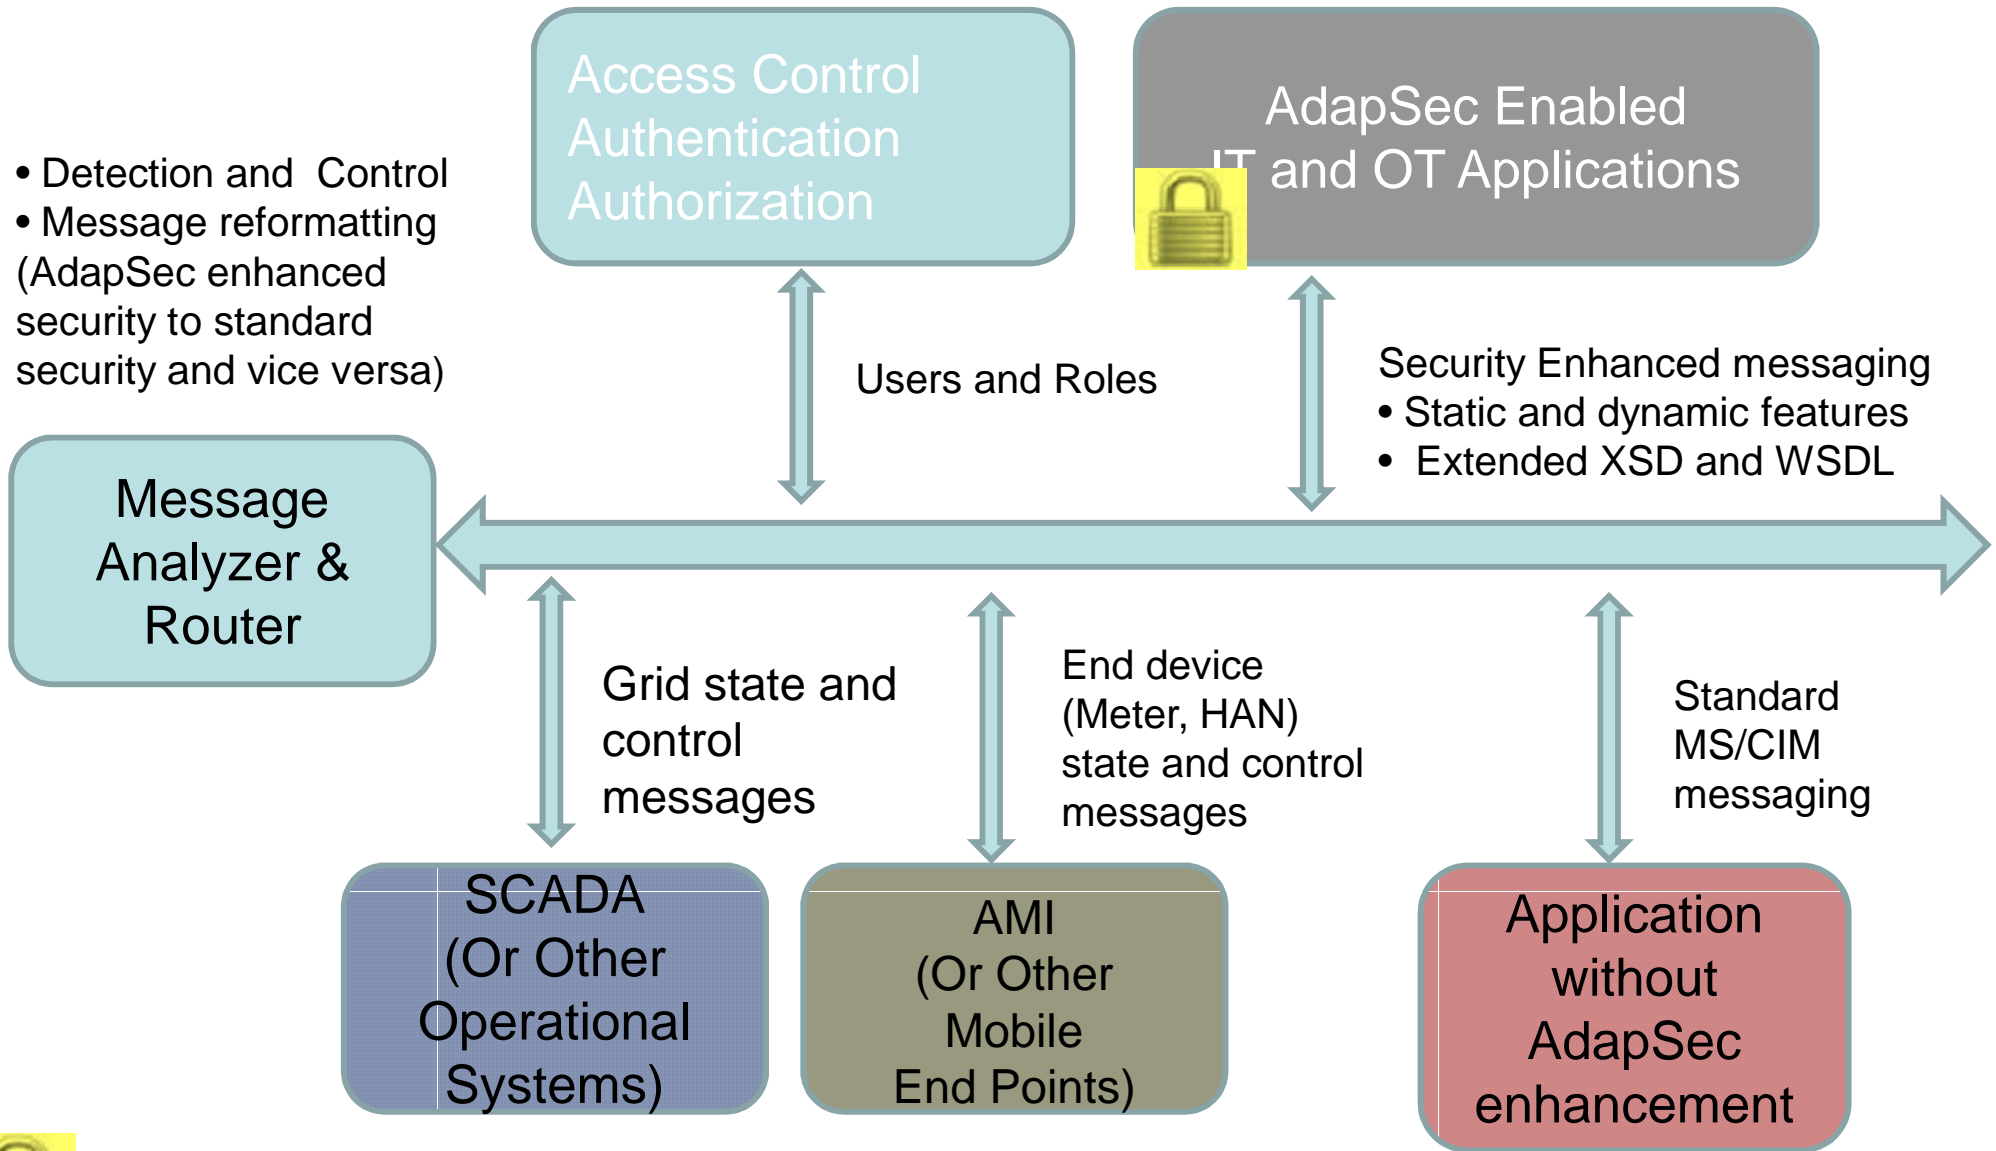 Access Control
Authentication
Authorization
AdapSec Enabled
IT and OT Applications
• Detection and Control
• Message reformatting
(AdapSec enhanced
security to standard
security and vice versa)
Users and Roles
Security Enhanced messaging
• Static and dynamic features
• Extended XSD and WSDL
Message
Analyzer &
Router
Grid state and
control
messages
End device
(Meter, HAN)
state and control
messages
Standard
MS/CIM
messaging
SCADA
(Or Other
Operational
Systems)
AMI
(Or Other
Mobile
End Points)
Application
without
AdapSec
enhancement